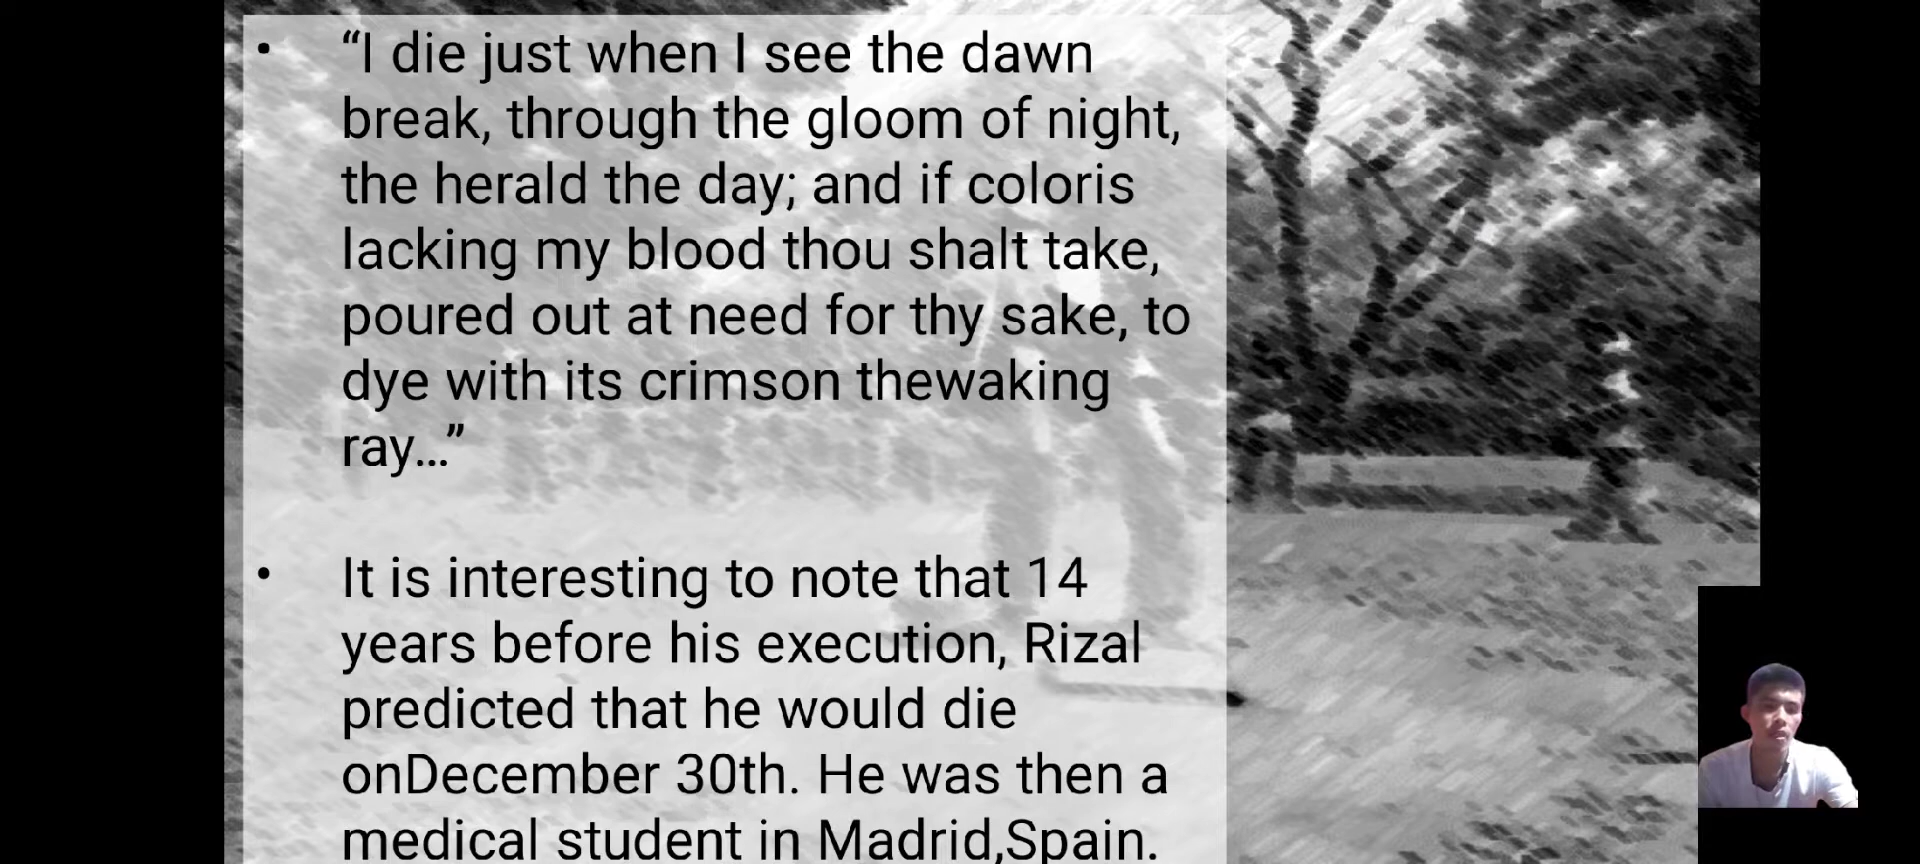 • “I die just when I see the dawn
break, through the gloom of night,
the herald the day; and if coloris
lacking my blood thou shalt take,
poured out at need for thy sake, to
dye with its crimson thewaking
ray…”
• It is interesting to note that 14
years before his execution, Rizal
predicted that he would die
onDecember 30th. He was then a
medical student in Madrid,Spain.